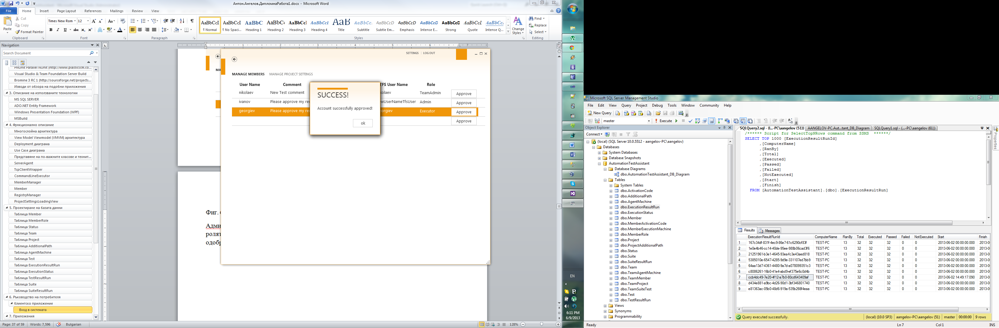 Антон.Ангелов.ДипломнаРабота1.docx - Microsoft Word
File Home Insert Page Layout References Mailings Review View
Paste
Cut
Copy
Format Painter
Clipboard
Times New Rom 12
Font
Paragraph
AaBbCcI AaBbCcI AaBbC AaBbC AaBbCcI AaBbCcI AaB AaBbCc. AaBbCcD AaBbCcD AaBbCcD AaBbCcD AaBbCcL AaBbCcL
¶ Normal ¶ No Spaci... Heading 1 Heading 2 Heading 3 Heading 4 Title Subtitle Subtle Em... Emphasis Intense E... Strong Quote Intense Q...
Styles
Change Styles
Find
Replace
Select
Editing
Navigation
Search Document
PNUnit Parallel NUnit (http://www.plasticscm.co...
Visual Studio & Team Foundation Server Build
Bromine 3 RC 1 (http://sourceforge.net/projects...
Изводи от обзора на подобни приложения
3. Описание на използваните технологии
MS SQL SERVER
ADO.NET Entity Framework
Windows Presentation Foundation (WPF)
MSBuild
4. Функционално описание
Многослойна архитектура
View Model Viewmodel (VMVM) архитектура
Deployment диаграма
Use Case диаграма
Представяне на по-важните класове и технит...
ServerAgent
TcpClientWrapper
CommandLineExecutor
MemberManager
Member
RegistryManager
ProjectSettingsLoadingView
5. Проектиране на базата данни
Таблица Member
Таблица MemberRole
Таблица Status
Таблица Team
Таблица Project
Таблица AdditionalPath
Таблица AgentMachine
Таблица Test
Таблица ExecutionResultRun
Таблица ExecutionStatus
Таблица TestResultRun
Таблица Suite
Таблица SuiteResultRun
6. Ръководство на потребителя
Клиентско приложение
Вход в системата
7. Приложения
Page: 37 of 59 Words: 7,596 Bulgarian
128%
MA
Фиг.
Адми
ролят
одобр
SETTINGS LOG OUT
MANAGE MEMBERS MANAGE PROJECT SETTINGS
User Name Comment TFS User Name Role
nikolaev New Test comment kolaev TeamAdmin Approve
ivanov Please approve my rec wUserNameTfsUser Admin Approve
georgiev Please approve my rec orgiev Executor Approve
Approve
SUCCESS!
Account successfully approved!
ok
EN
6:11 PM
6/9/2013
Microsoft SQL Server Management Studio
File Edit View Query Project Debug Tools Window Community Help
New Query
master Execute
Object Explorer
Connect
(local) (SQL Server 10.0.5512 - aangelov-PC\aangelov)
Databases
System Databases
Database Snapshots
AutomationTestAssistant
Database Diagrams
dbo.AutomationTestAssistant_DB_Diagram
Tables
System Tables
dbo.ActivationCode
dbo.AdditionalPath
dbo.AgentMachine
dbo.ExecutionResultRun
dbo.ExecutionStatus
dbo.Member
dbo.MemberActivationCode
dbo.MemberExecutionMachine
dbo.MemberRole
dbo.Project
dbo.ProjectAdditionalPath
dbo.Status
dbo.Suite
dbo.SuiteResultRun
dbo.Team
dbo.TeamAgentMachine
dbo.TeamMember
dbo.TeamProject
dbo.TeamSuiteTest
dbo.Test
dbo.TestResultRun
Views
Synonyms
Programmability
SQLQuery2.sql - (l...-PC\aangelov (51)) AANGELOV-PC.Aut...tant_DB_Diagram SQLQuery1.sql - (...-PC\aangelov (61))
Properties
/****** Script for SelectTopNRows command from SSMS ******/
SELECT TOP 1000 [ExecutionResultRunId]
,[ComputerName]
,[RanBy]
,[Total]
,[Executed]
,[Passed]
,[Failed]
,[NotExecuted]
,[Start]
,[Finish]
FROM [AutomationTestAssistant].[dbo].[ExecutionResultRun]
Results Messages
ExecutionResultRunId ComputerName RanBy Total Executed Passed Failed NotExecuted Start Finish
1 167c34df-831f-4ec9-86e7-61c6290cf83f TEST-PC 13 32 32 32 0 0 2013-06-02 00:00:00.000 2013-0
2 1e0e4b46-cc14-40de-95ee-988b06cad3f6 TEST-PC 13 32 32 32 0 0 2013-06-02 00:00:00.000 2013-0
3 21251961-b3e1-4645-93ea-fc3e43aed818 TEST-PC 13 32 32 32 0 0 2013-06-02 00:00:00.000 2013-0
4 5385010e-6547-4285-9d9e-331107ed7bb9 TEST-PC 13 32 32 32 0 0 2013-06-02 00:00:00.000 2013-0
5 64aa13d7-4361-4480-9a7d-a078099351c3 TEST-PC 13 32 32 32 0 0 2013-06-02 00:00:00.000 2013-0
6 c8086261-16b0-41e4-abd9-ef375e6c0d4b TEST-PC 13 32 32 32 0 0 2013-06-02 00:00:00.000 2013-0
7 ccb4dc49-7e20-4f12-a7b0-80cd643409af TEST-PC 13 32 32 32 0 0 2013-06-02 14:49:17.090 2013-0
8 d434e881-a9bc-4d26-90d1-3bf346801740 TEST-PC 13 32 32 32 0 0 2013-06-02 00:00:00.000 2013-0
9 e81363ac-05b0-48d6-919a-535b266f4eaa TEST-PC 13 32 32 32 0 0 2013-06-02 00:00:00.000 2013-0
Query executed successfully. (local) (10.0 SP3) aangelov-PC\aangelov (51) master 00:00:00 9 rows
Ready Ln 7 Col 1 INS